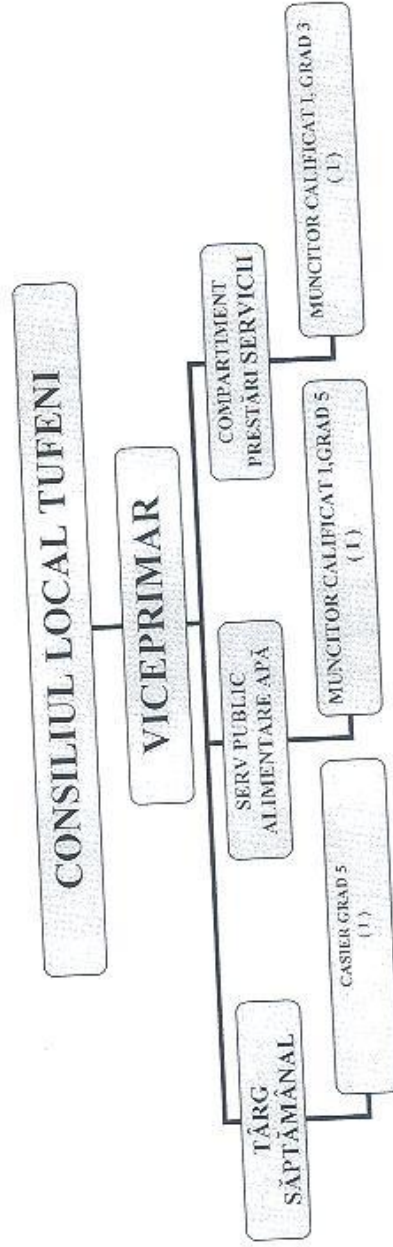 CONSILIUL LOCAL TUFENI
VICEPRIMAR
TÂRG
SĂPTĂMÂNAL
SERV PUBLIC
ALIMENTARE APĂ
COMPARTIMENT
PRESTĂRI SERVICII
CASIER GRAD 5
( 1 )
MUNCITOR CALIFICAT I,GRAD 5
( 1 )
MUNCITOR CALIFICAT I, GRAD 3
( 1 )